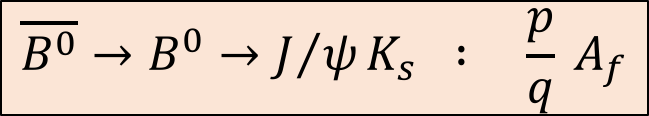 $\overline{B^0} \rightarrow B^0 \rightarrow J/\psi \, K_s \;\; : \;\; \frac{p}{q} \, A_f$